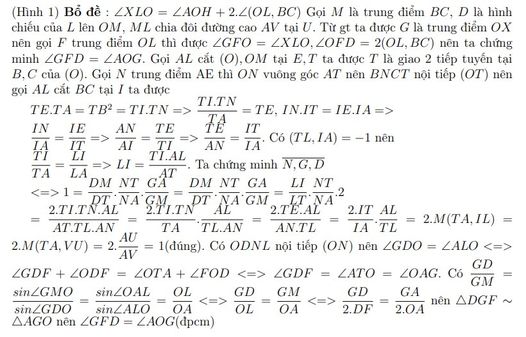 (Hình 1) Bổ đề : ∠XLO = ∠AOH + 2.∠(OL, BC) Gọi M là trung điểm BC, D là hình
chiếu của L lên OM, ML chia đôi đường cao AV tại U. Từ gt ta được G là trung điểm OX
nên gọi F trung điểm OL thì được ∠GFO = ∠XLO, ∠OFD = 2(OL, BC) nên ta chứng
minh ∠GFD = ∠AOG. Gọi AL cắt (O), OM tại E, T ta được T là giao 2 tiếp tuyến tại
B, C của (O). Gọi N trung điểm AE thì ON vuông góc AT nên BNCT nội tiếp (OT) nên
gọi AL cắt BC tại I ta được
TE.TA = TB² = TI.TN => TI.TN/TA = TE, IN.IT = IE.IA =>
IN/IA = IE/IT => AN/AI = TE/TI => TE/AN = IT/IA. Có (TL, IA) = −1 nên
TI/TA = LI/LA => LI = TI.AL/AT. Ta chứng minh N, G, D
<=> 1 = DM/DT.NT/NA.GA/GM = DM/DT.NT/NA.GA/GM = LI/LT.NT/NA.2
= 2.TI.TN.AL/AT.TL.AN = 2.TI.TN/TA.AL/TL.AN = 2.TE.AL/AN.TL = 2.IT/IA.AL/TL = 2.M(TA, IL) =
2.M(TA, VU) = 2.AU/AV = 1(đúng). Có ODNL nội tiếp (ON) nên ∠GDO = ∠ALO <=>
∠GDF + ∠ODF = ∠OTA + ∠FOD <=> ∠GDF = ∠ATO = ∠OAG. Có GD/GM =
sin∠GMO/sin∠GDO = sin∠OAL/sin∠ALO = OL/OA <=> GD/OL = GM/OA <=> GD/2.DF = GA/2.OA nên △DGF ∼
△AGO nên ∠GFD = ∠AOG(đpcm)